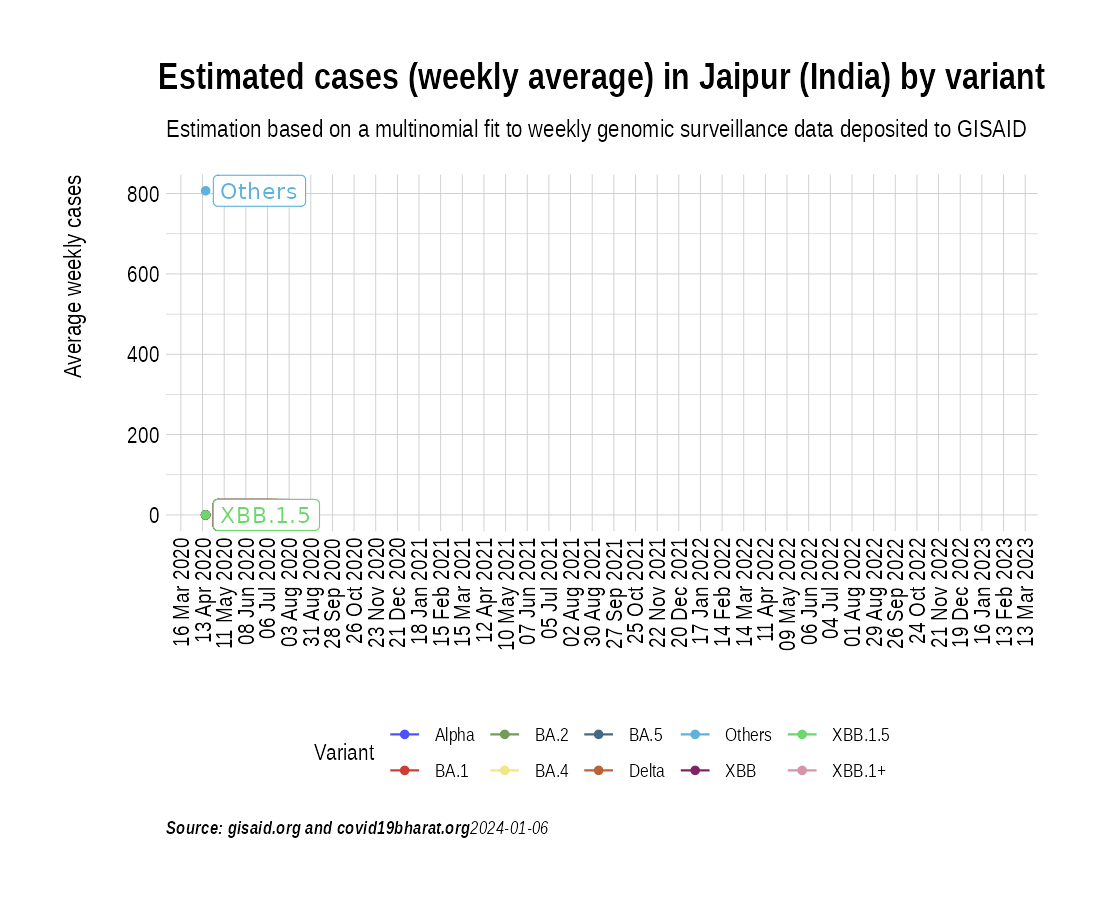 Estimated cases (weekly average) in Jaipur (India) by variant
Estimation based on a multinomial fit to weekly genomic surveillance data deposited to GISAID
Average weekly cases
800
600
400
200
0
Others
XBB.1.5
16 Mar 2020
13 Apr 2020
11 May 2020
08 Jun 2020
06 Jul 2020
03 Aug 2020
31 Aug 2020
28 Sep 2020
26 Oct 2020
23 Nov 2020
21 Dec 2020
18 Jan 2021
15 Feb 2021
15 Mar 2021
12 Apr 2021
10 May 2021
07 Jun 2021
05 Jul 2021
02 Aug 2021
30 Aug 2021
27 Sep 2021
25 Oct 2021
22 Nov 2021
20 Dec 2021
17 Jan 2022
14 Feb 2022
14 Mar 2022
11 Apr 2022
09 May 2022
06 Jun 2022
04 Jul 2022
01 Aug 2022
29 Aug 2022
26 Sep 2022
24 Oct 2022
21 Nov 2022
19 Dec 2022
16 Jan 2023
13 Feb 2023
13 Mar 2023
Variant
Alpha BA.2 BA.5 Others XBB.1.5
BA.1 BA.4 Delta XBB XBB.1+
Source: gisaid.org and covid19bharat.org2024-01-06